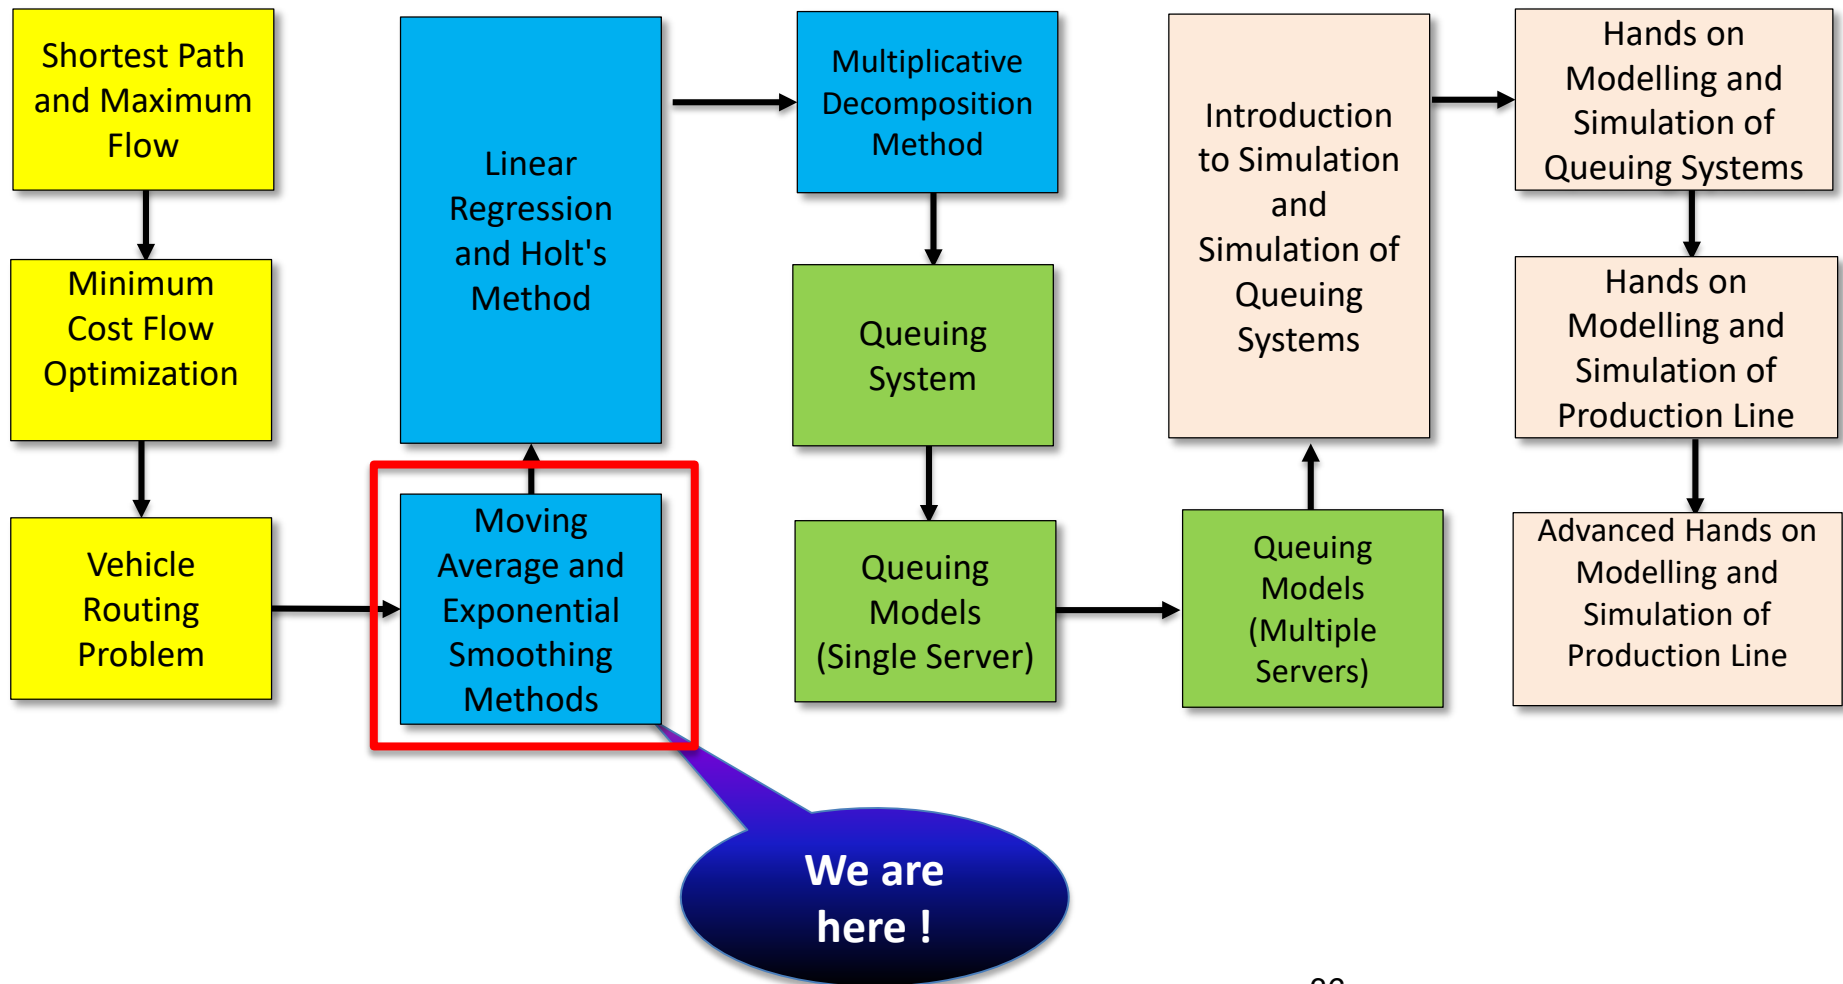 Shortest Path
and Maximum
Flow
Minimum
Cost Flow
Optimization
Vehicle
Routing
Problem
Moving
Average and
Exponential
Smoothing
Methods
Linear
Regression
and Holt's
Method
Multiplicative
Decomposition
Method
Queuing
System
Queuing
Models
(Single Server)
Queuing
Models
(Multiple
Servers)
Introduction
to Simulation
and
Simulation of
Queuing
Systems
Hands on
Modelling and
Simulation of
Queuing Systems
Hands on
Modelling and
Simulation of
Production Line
Advanced Hands on
Modelling and
Simulation of
Production Line
We are
here !